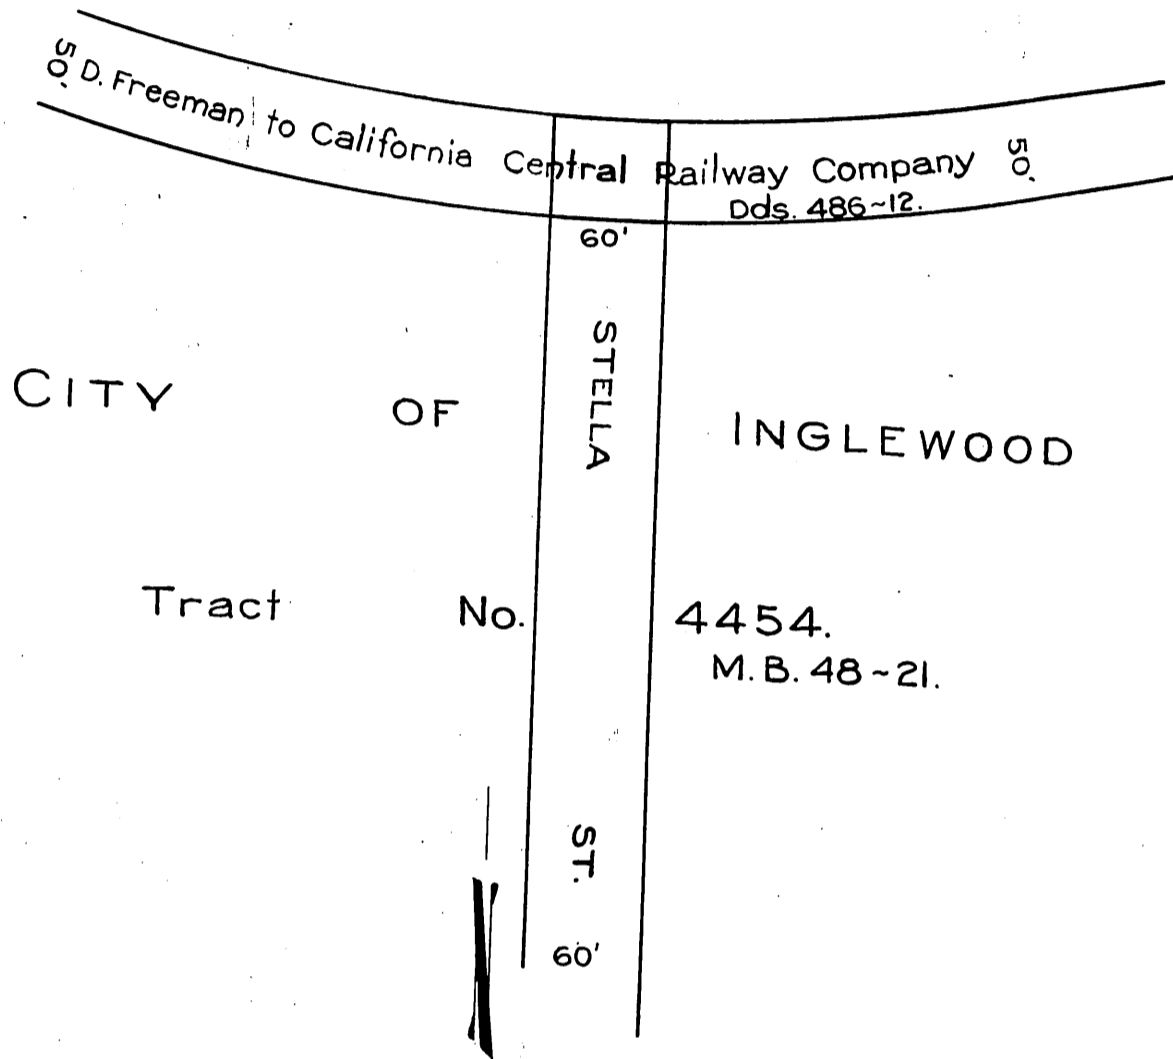 50.
D. Freeman to California Central Railway Company
50.
Dds. 486~12.
60'
STELLA
CITY OF INGLEWOOD
Tract No. 4454.
M. B. 48~21.
ST.
60'
N